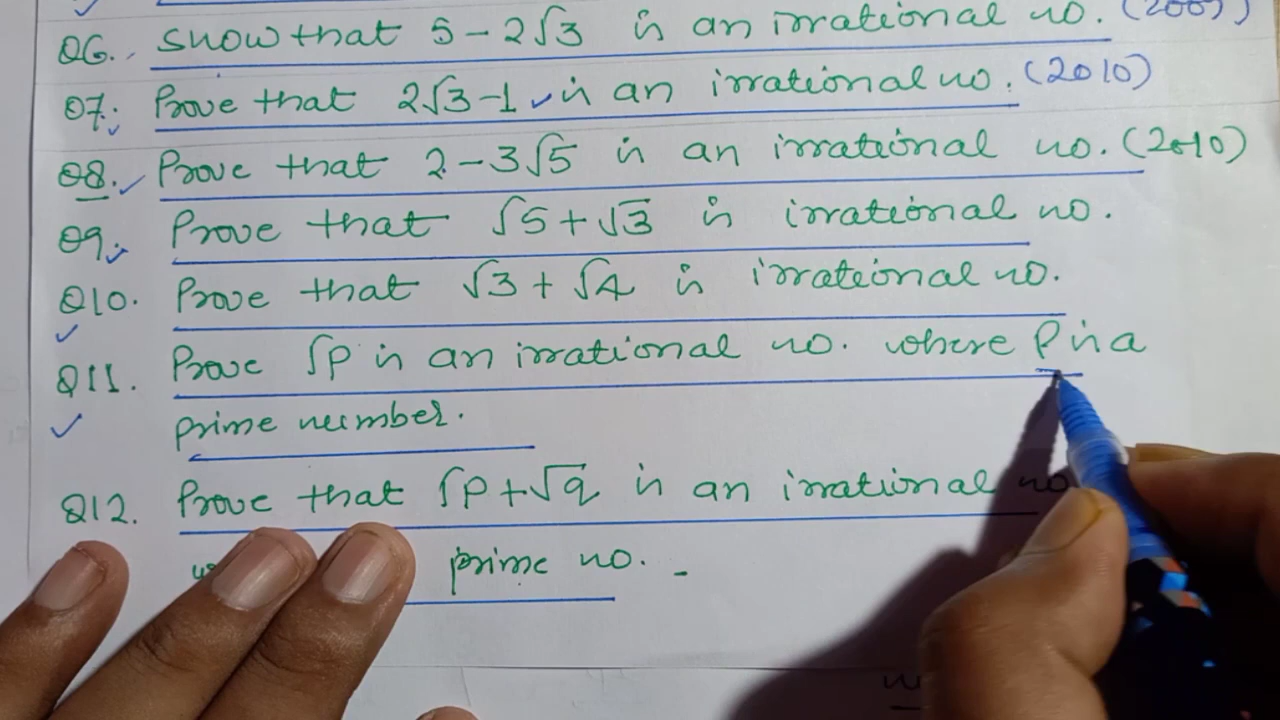 Q6. Show that 5-2√3 is an irrational no. (2009)
Q7. Prove that 2√3-1 is an irrational no. (2010)
Q8. Prove that 2-3√5 is an irrational no. (2010)
Q9. Prove that √5+√3 is irrational no.
Q10. Prove that √3+√4 is irrational no.
Q11. Prove √p is an irrational no. where P is a
prime number.
Q12. Prove that √p+√q is an irrational no
prime no.